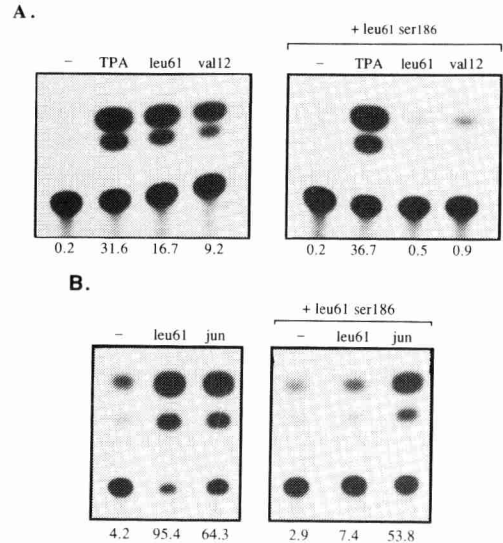 A.
+ leu61 ser186
– TPA leu61 val12
– TPA leu61 val12
0.2 31.6 16.7 9.2
0.2 36.7 0.5 0.9
B.
+ leu61 ser186
– leu61 jun
– leu61 jun
4.2 95.4 64.3
2.9 7.4 53.8